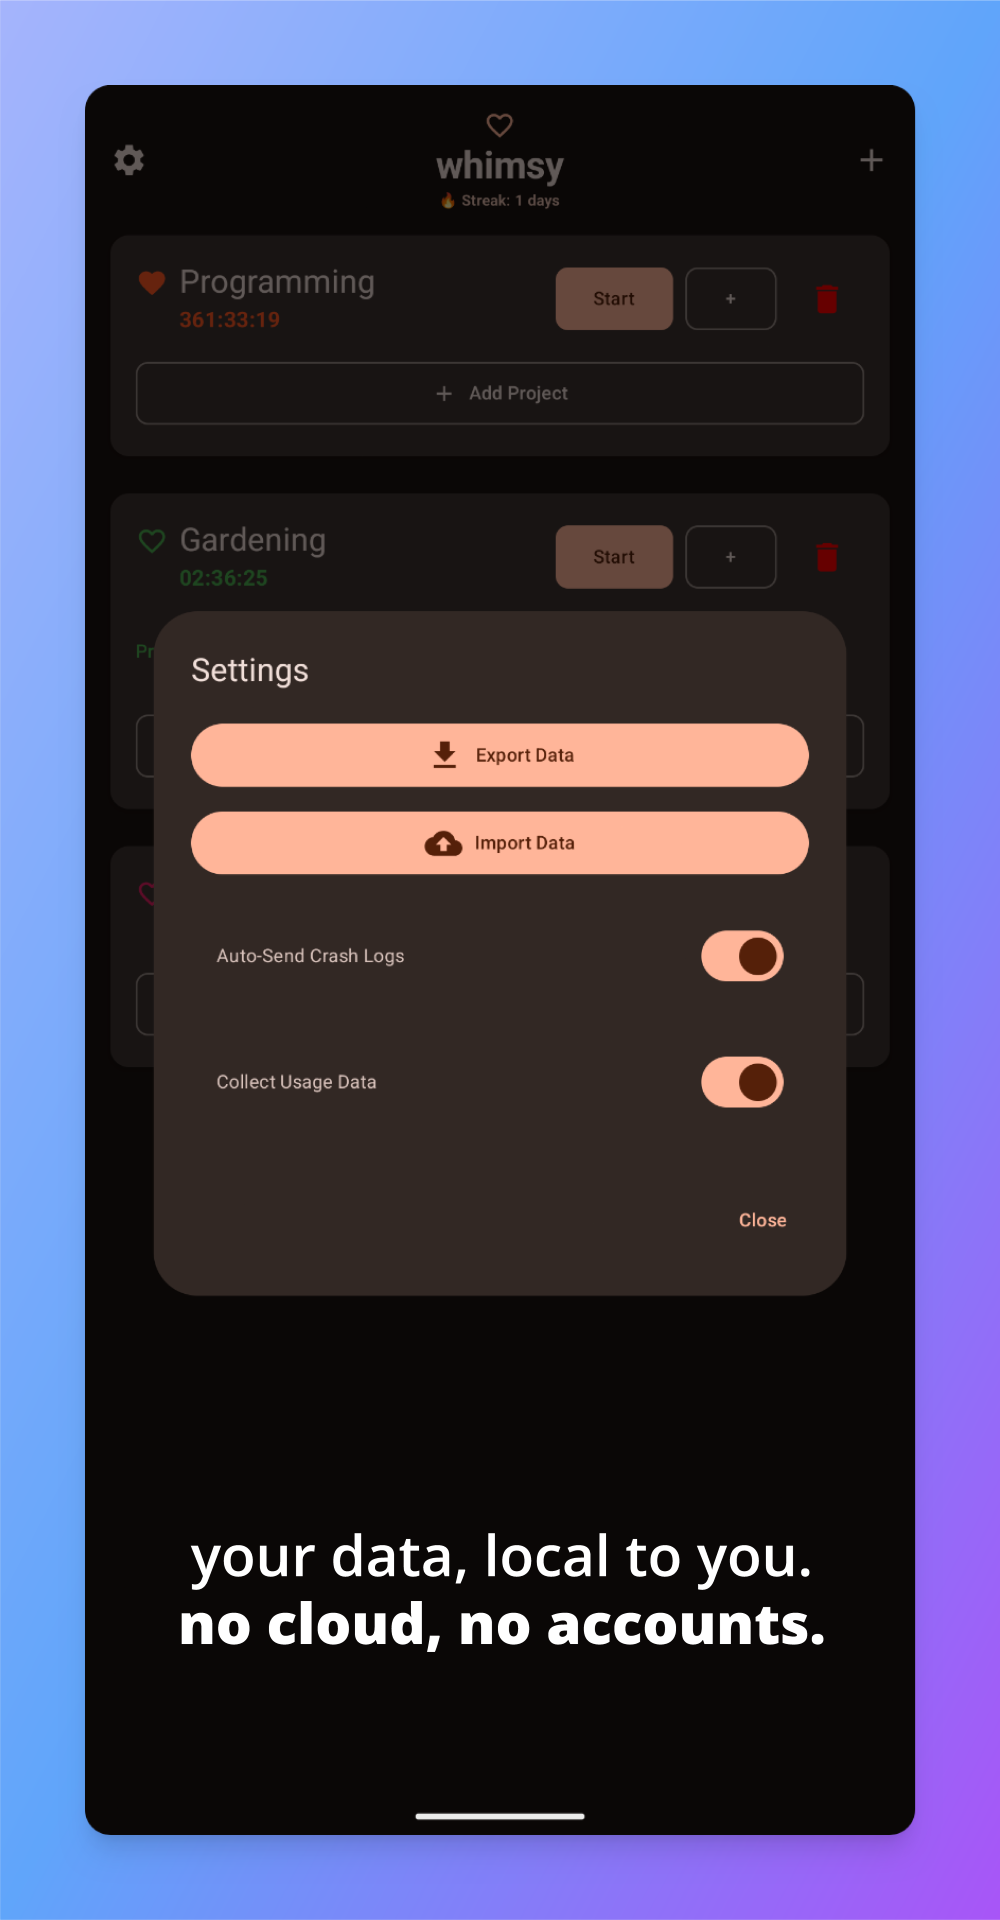 whimsy
🔥 Streak: 1 days
Programming
361:33:19
Start
+
Add Project
Gardening
02:36:25
Start
+
Pr
Settings
Export Data
Import Data
Auto-Send Crash Logs
Collect Usage Data
Close
your data, local to you.
no cloud, no accounts.